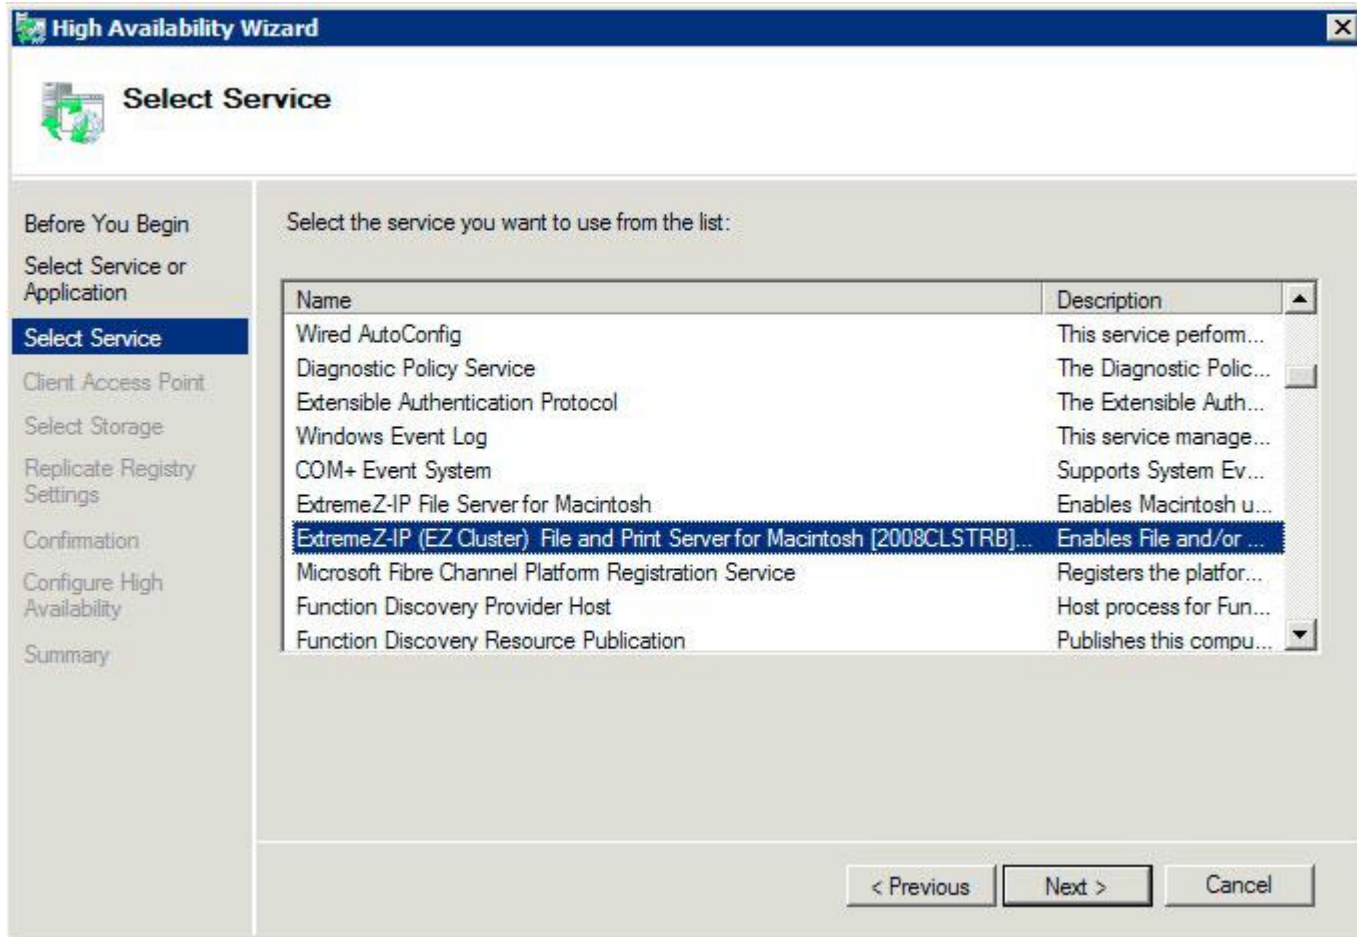 High Availability Wizard
Select Service
Before You Begin
Select Service or
Application
Select Service
Client Access Point
Select Storage
Replicate Registry
Settings
Confirmation
Configure High
Availability
Summary
Select the service you want to use from the list:
Name Description
Wired AutoConfig This service perform...
Diagnostic Policy Service The Diagnostic Polic...
Extensible Authentication Protocol The Extensible Auth...
Windows Event Log This service manage...
COM+ Event System Supports System Ev...
ExtremeZ-IP File Server for Macintosh Enables Macintosh u...
ExtremeZ-IP (EZ Cluster) File and Print Server for Macintosh [2008CLSTRB]... Enables File and/or ...
Microsoft Fibre Channel Platform Registration Service Registers the platfor...
Function Discovery Provider Host Host process for Fun...
Function Discovery Resource Publication Publishes this compu...
< Previous Next > Cancel